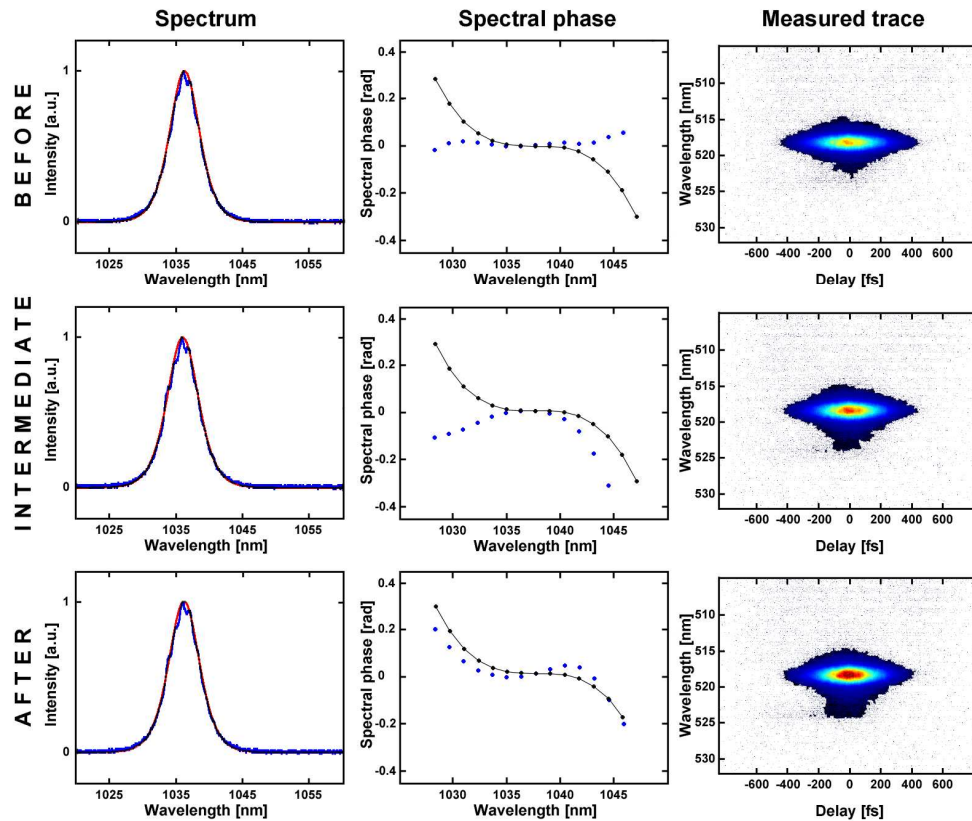 Spectrum Spectral phase Measured trace
BEFORE
Intensity [a.u.]
1
0
1025 1035 1045 1055
Wavelength [nm]
Spectral phase [rad]
0.4
0.2
0
-0.2
-0.4
1030 1035 1040 1045
Wavelength [nm]
Wavelength [nm]
510
515
520
525
530
-600 -400 -200 0 200 400 600
Delay [fs]
INTERMEDIATE
Intensity [a.u.]
1
0
1025 1035 1045 1055
Wavelength [nm]
Spectral phase [rad]
0.4
0.2
0
-0.2
-0.4
1030 1035 1040 1045
Wavelength [nm]
Wavelength [nm]
510
515
520
525
530
-600 -400 -200 0 200 400 600
Delay [fs]
AFTER
Intensity [a.u.]
1
0
1025 1035 1045 1055
Wavelength [nm]
Spectral phase [rad]
0.4
0.2
0
-0.2
-0.4
1030 1035 1040 1045
Wavelength [nm]
Wavelength [nm]
510
515
520
525
530
-600 -400 -200 0 200 400 600
Delay [fs]